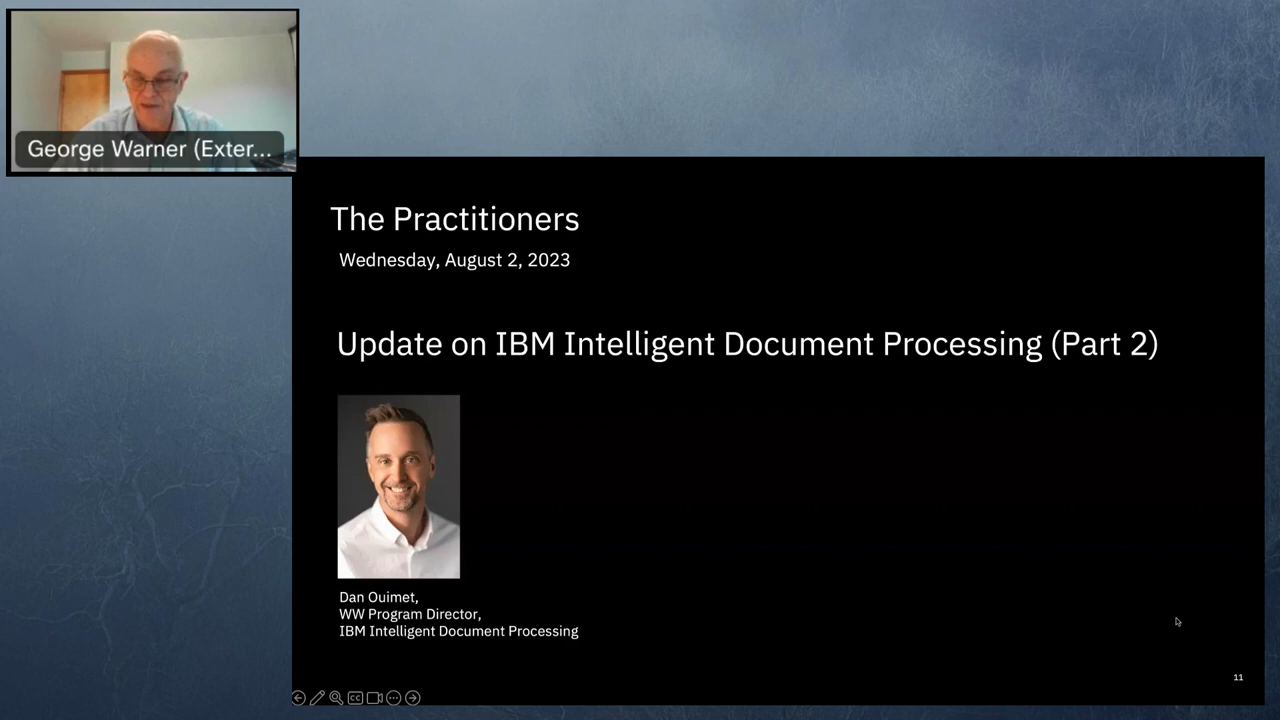 George Warner (Exter...
The Practitioners
Wednesday, August 2, 2023
Update on IBM Intelligent Document Processing (Part 2)
Dan Ouimet,
WW Program Director,
IBM Intelligent Document Processing
CC
11